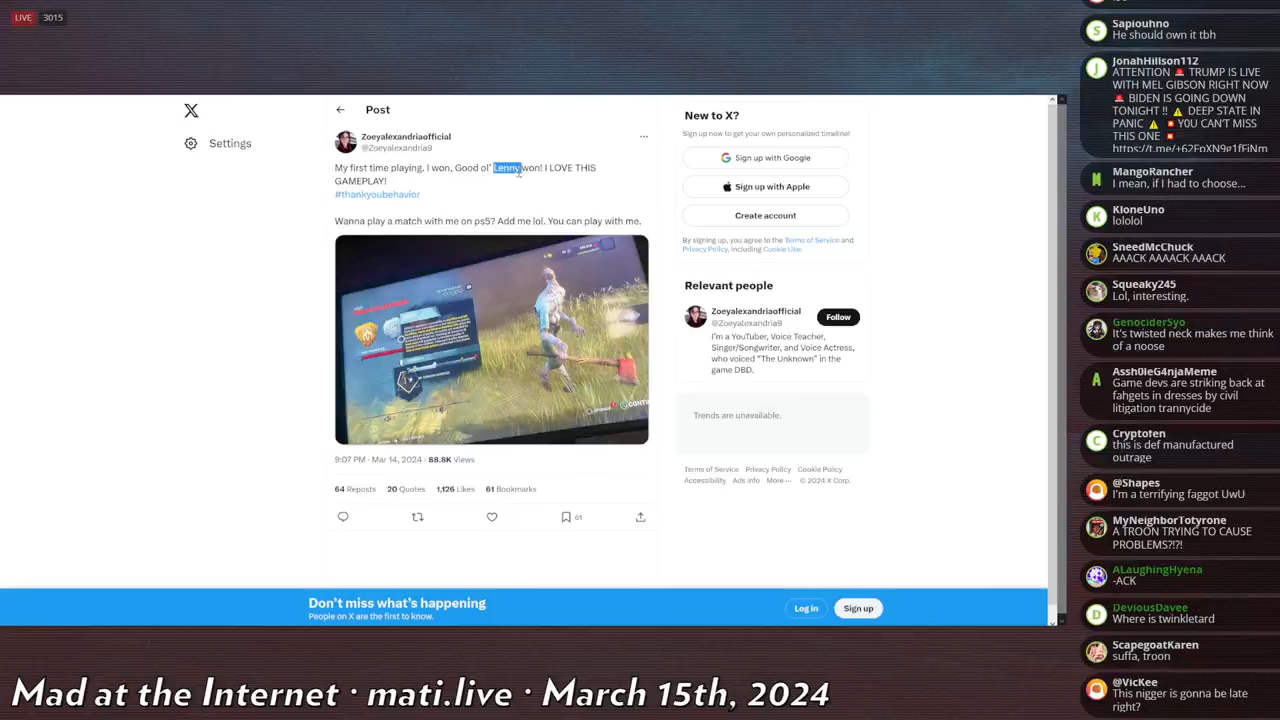 LIVE 3015
Post
Zoeyalexandriaofficial
@Zoeyalexandria9
My first time playing. I won, Good ol' Lenny won! I LOVE THIS
GAMEPLAY!
#thankyoubehavior
Wanna play a match with me on ps5? Add me lol. You can play with me.
9:07 PM · Mar 14, 2024 · 88.8K Views
64 Reposts 20 Quotes 1,126 Likes 61 Bookmarks
61
Settings
New to X?
Sign up now to get your own personalized timeline!
Sign up with Google
Sign up with Apple
Create account
By signing up, you agree to the Terms of Service and
Privacy Policy, including Cookie Use.
Relevant people
Zoeyalexandriaofficial
@Zoeyalexandria9
Follow
I'm a YouTuber, Voice Teacher,
Singer/Songwriter, and Voice Actress,
who voiced "The Unknown" in the
game DBD.
Trends are unavailable.
Terms of Service Privacy Policy Cookie Policy
Accessibility Ads info More ··· © 2024 X Corp.
Don't miss what's happening
People on X are the first to know.
Log in
Sign up
Sapiouhno
He should own it tbh
JonahHillson112
ATTENTION 🚨 TRUMP IS LIVE
WITH MEL GIBSON RIGHT NOW
🚨 BIDEN IS GOING DOWN
TONIGHT !! ⚠️ DEEP STATE IN
PANIC ⚠️ 💥 YOU CANT MISS
THIS ONE 💥
MangoRancher
I mean, if I had to choose...
Kiwitoll
lololol
SneedMcChuck
AAACK AAAACK AAACK
Squanky2681
Lol, interesting.
GenociderSyo
The twisted neck makes me think
of a noose
Assh0leG4njaMeme
Game devs are striking back at
fahgets in dresses by civil
litigation trapwide
Cryptofen
faggots manufactured
outrage
@Shapes
I'm a terrifying faggot UwU
MyNeighborTotyrone
A TROON TRYING TO CAUSE
PROBLEMS?!?!
ALaughingHyena
-ACK
DeviousDavee
Where is twinkletard
ScapegoatKaren
suffa, troon
@VicKee
This nigger is gonna be late
right?
Mad at the Internet · mati.live · March 15th, 2024